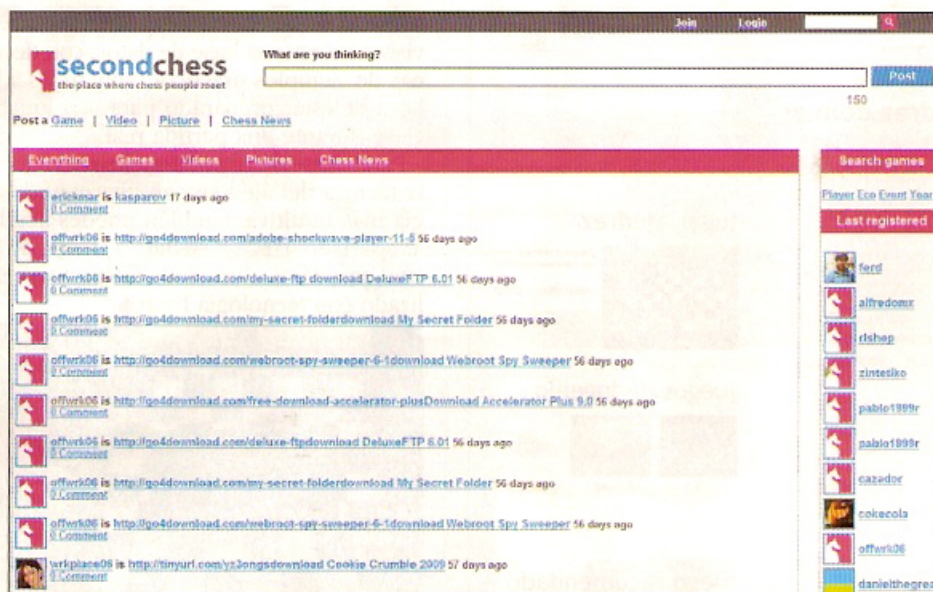 Join Login
What are you thinking?
secondchess
the place where chess people meet
Post
150
Post a Game | Video | Picture | Chess News
Everything Games Videos Pictures Chess News
Search games
erickmar is kasparov 17 days ago
0 Comment
Player Eco Event Year
Last registered
offwrk06 is http://go4download.com/adobe-shockwave-player-11-5 56 days ago
0 Comment
offwrk06 is http://go4download.com/deluxe-ftp download DeluxeFTP 6.01 56 days ago
0 Comment
offwrk06 is http://go4download.com/my-secret-folderdownload My Secret Folder 56 days ago
0 Comment
offwrk06 is http://go4download.com/webroot-spy-sweeper-6-1download Webroot Spy Sweeper 56 days ago
0 Comment
offwrk06 is http://go4download.com/free-download-accelerator-plusDownload Accelerator Plus 9.0 56 days ago
0 Comment
offwrk06 is http://go4download.com/deluxe-ftpdownload DeluxeFTP 6.01 56 days ago
0 Comment
offwrk06 is http://go4download.com/my-secret-folderdownload My Secret Folder 56 days ago
0 Comment
offwrk06 is http://go4download.com/webroot-spy-sweeper-6-1download Webroot Spy Sweeper 56 days ago
0 Comment
wrkplace06 is http://tinyurl.com/yz3ongsdownload Cookie Crumble 2009 57 days ago
0 Comment
ferd
alfredomx
rishep
zintesiko
pablo1999r
pablo1999r
cazador
cokecola
offwrk06
danielthegrea